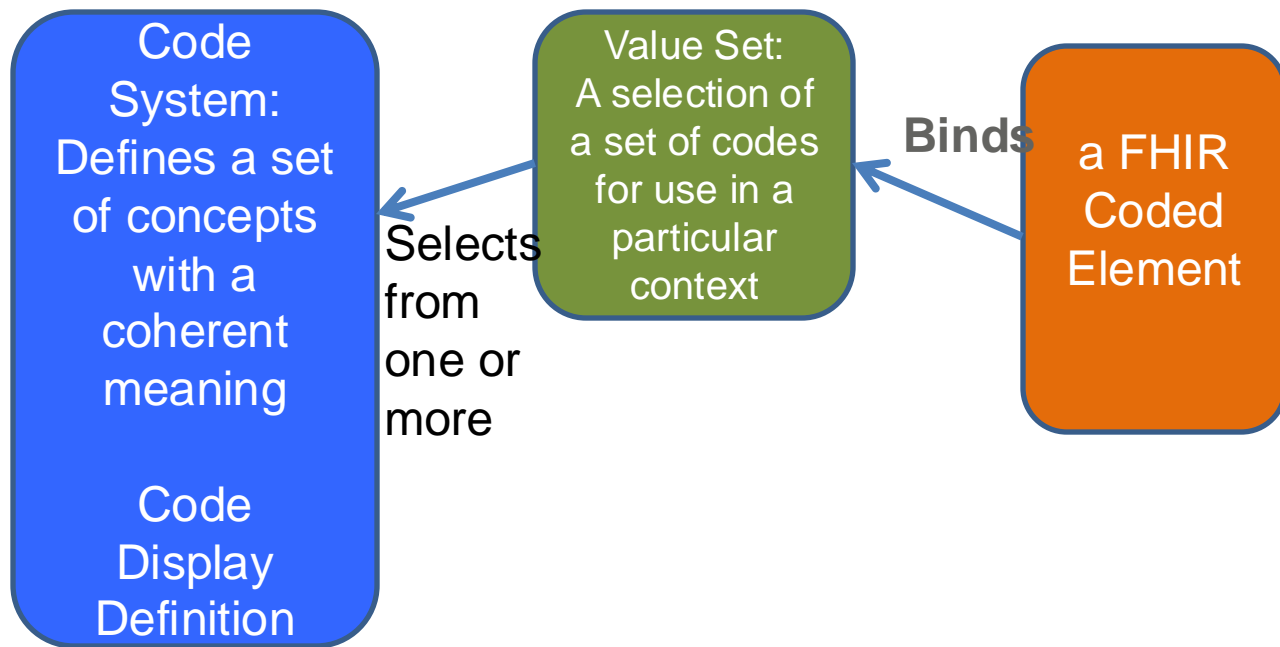 Code
System:
Defines a set
of concepts
with a
coherent
meaning
Code
Display
Definition
Selects
from
one or
more
Value Set:
A selection of
a set of codes
for use in a
particular
context
Binds
a FHIR
Coded
Element